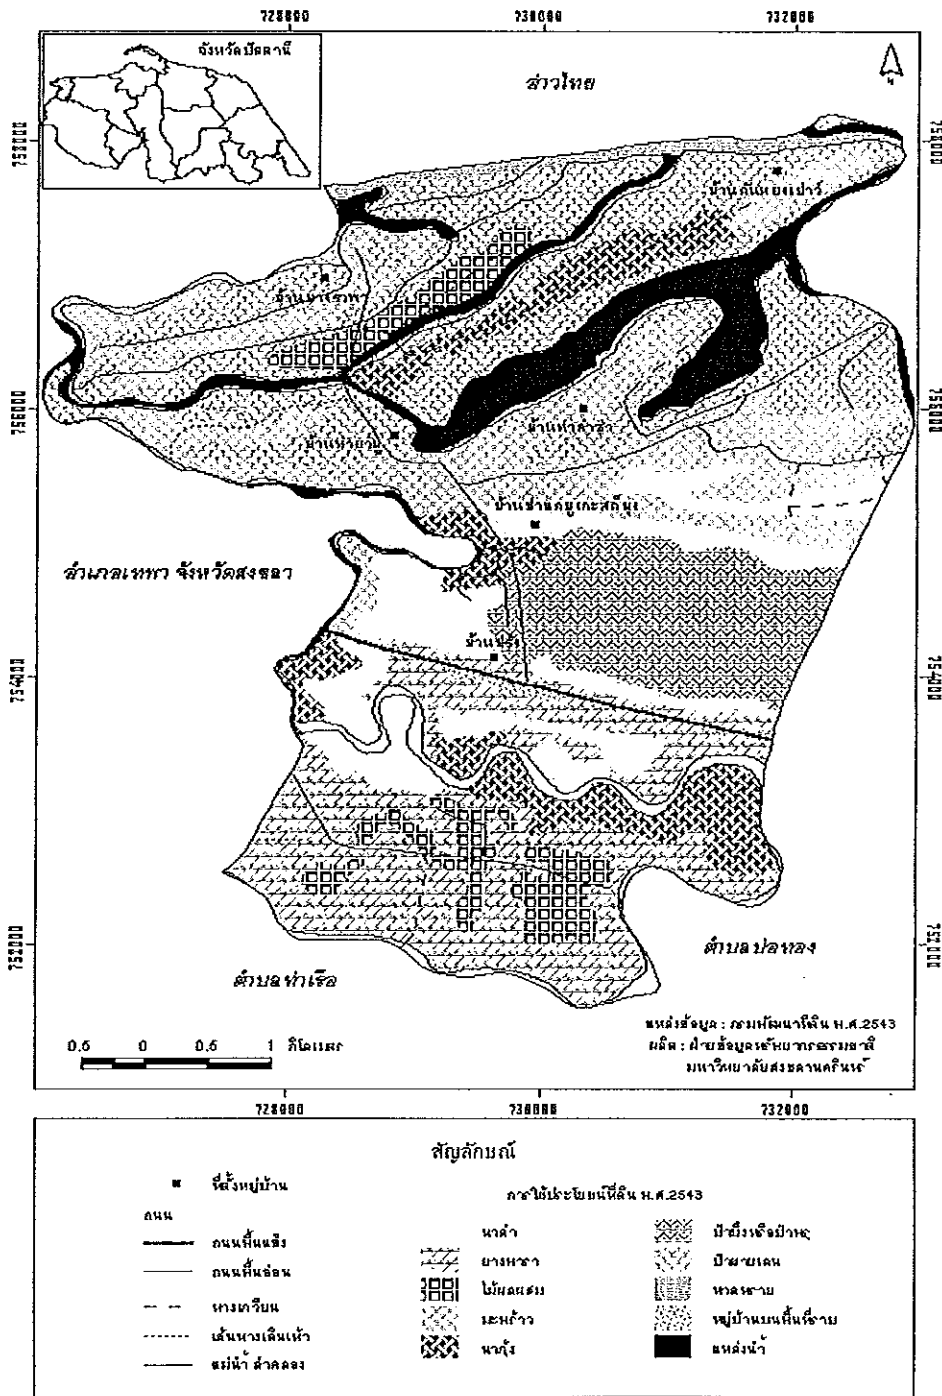 728000 730000 732000
จังหวัดปัตตานี
อ่าวไทย
N
758000 758000
756000 756000
อำเภอเทพา จังหวัดสงขลา
754000 754000
752000 752000
ตำบลท่าเรือ
ตำบลบ่อทอง
0.5 0 0.5 1 กิโลเมตร
แหล่งข้อมูล : กรมพัฒนาที่ดิน พ.ศ.2543
ผลิต : ฝ่ายข้อมูลทรัพยากรธรรมชาติ
มหาวิทยาลัยสงขลานครินทร์
728000 730000 732000
สัญลักษณ์
ที่ตั้งหมู่บ้าน
ถนน
ถนนพื้นแข็ง
ถนนพื้นอ่อน
ทางเกวียน
เส้นทางเดินเท้า
แม่น้ำ ลำคลอง
การใช้ประโยชน์ที่ดิน พ.ศ.2543
นาดำ
ยางพารา
ไม้ผลผสม
มะพร้าว
นากุ้ง
ป่าบึงหรือป่าพรุ
ป่าชายเลน
หาดทราย
หมู่บ้านบนพื้นที่ราบ
แหล่งน้ำ